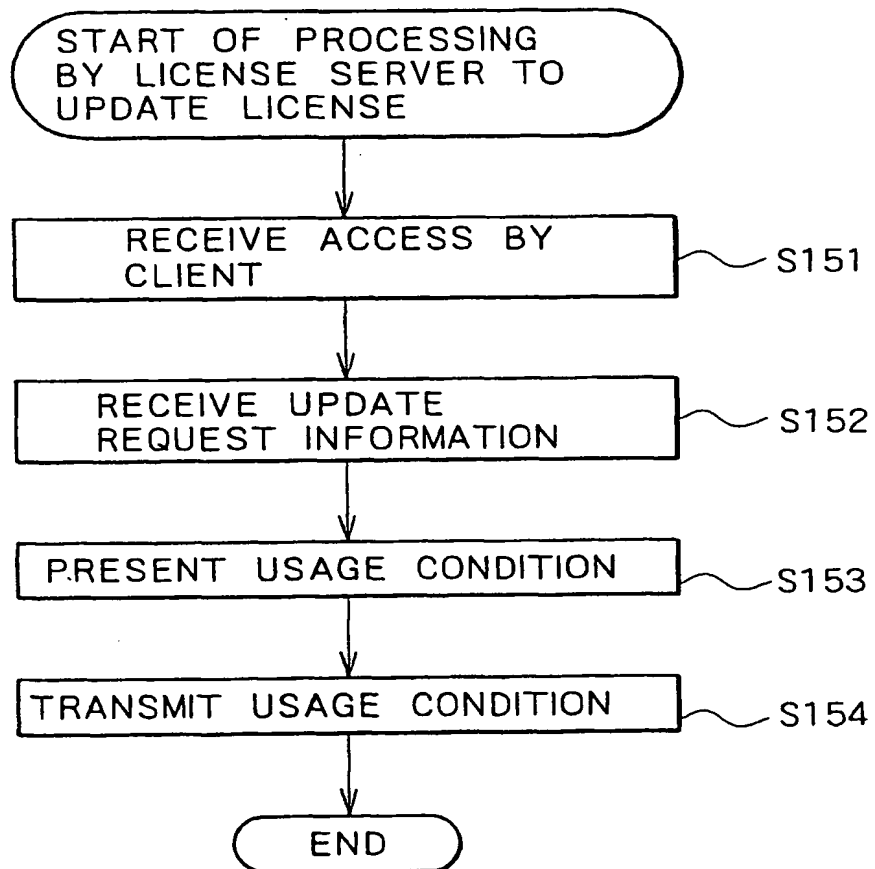 START OF PROCESSING
BY LICENSE SERVER TO
UPDATE LICENSE
RECEIVE ACCESS BY
CLIENT
S151
RECEIVE UPDATE
REQUEST INFORMATION
S152
PRESENT USAGE CONDITION
S153
TRANSMIT USAGE CONDITION
S154
END